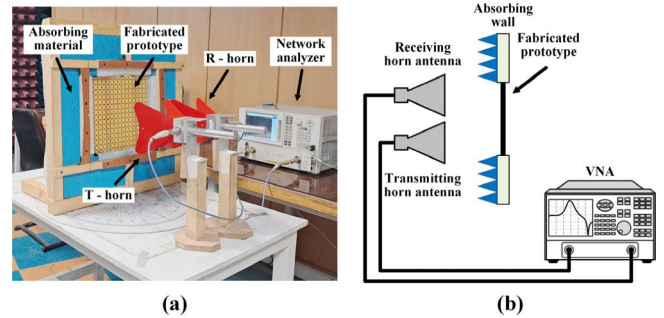 Absorbing
material
Fabricated
prototype
R - horn
Network
analyzer
T - horn
(a)
Absorbing
wall
Receiving
horn antenna
Fabricated
prototype
Transmitting
horn antenna
VNA
(b)